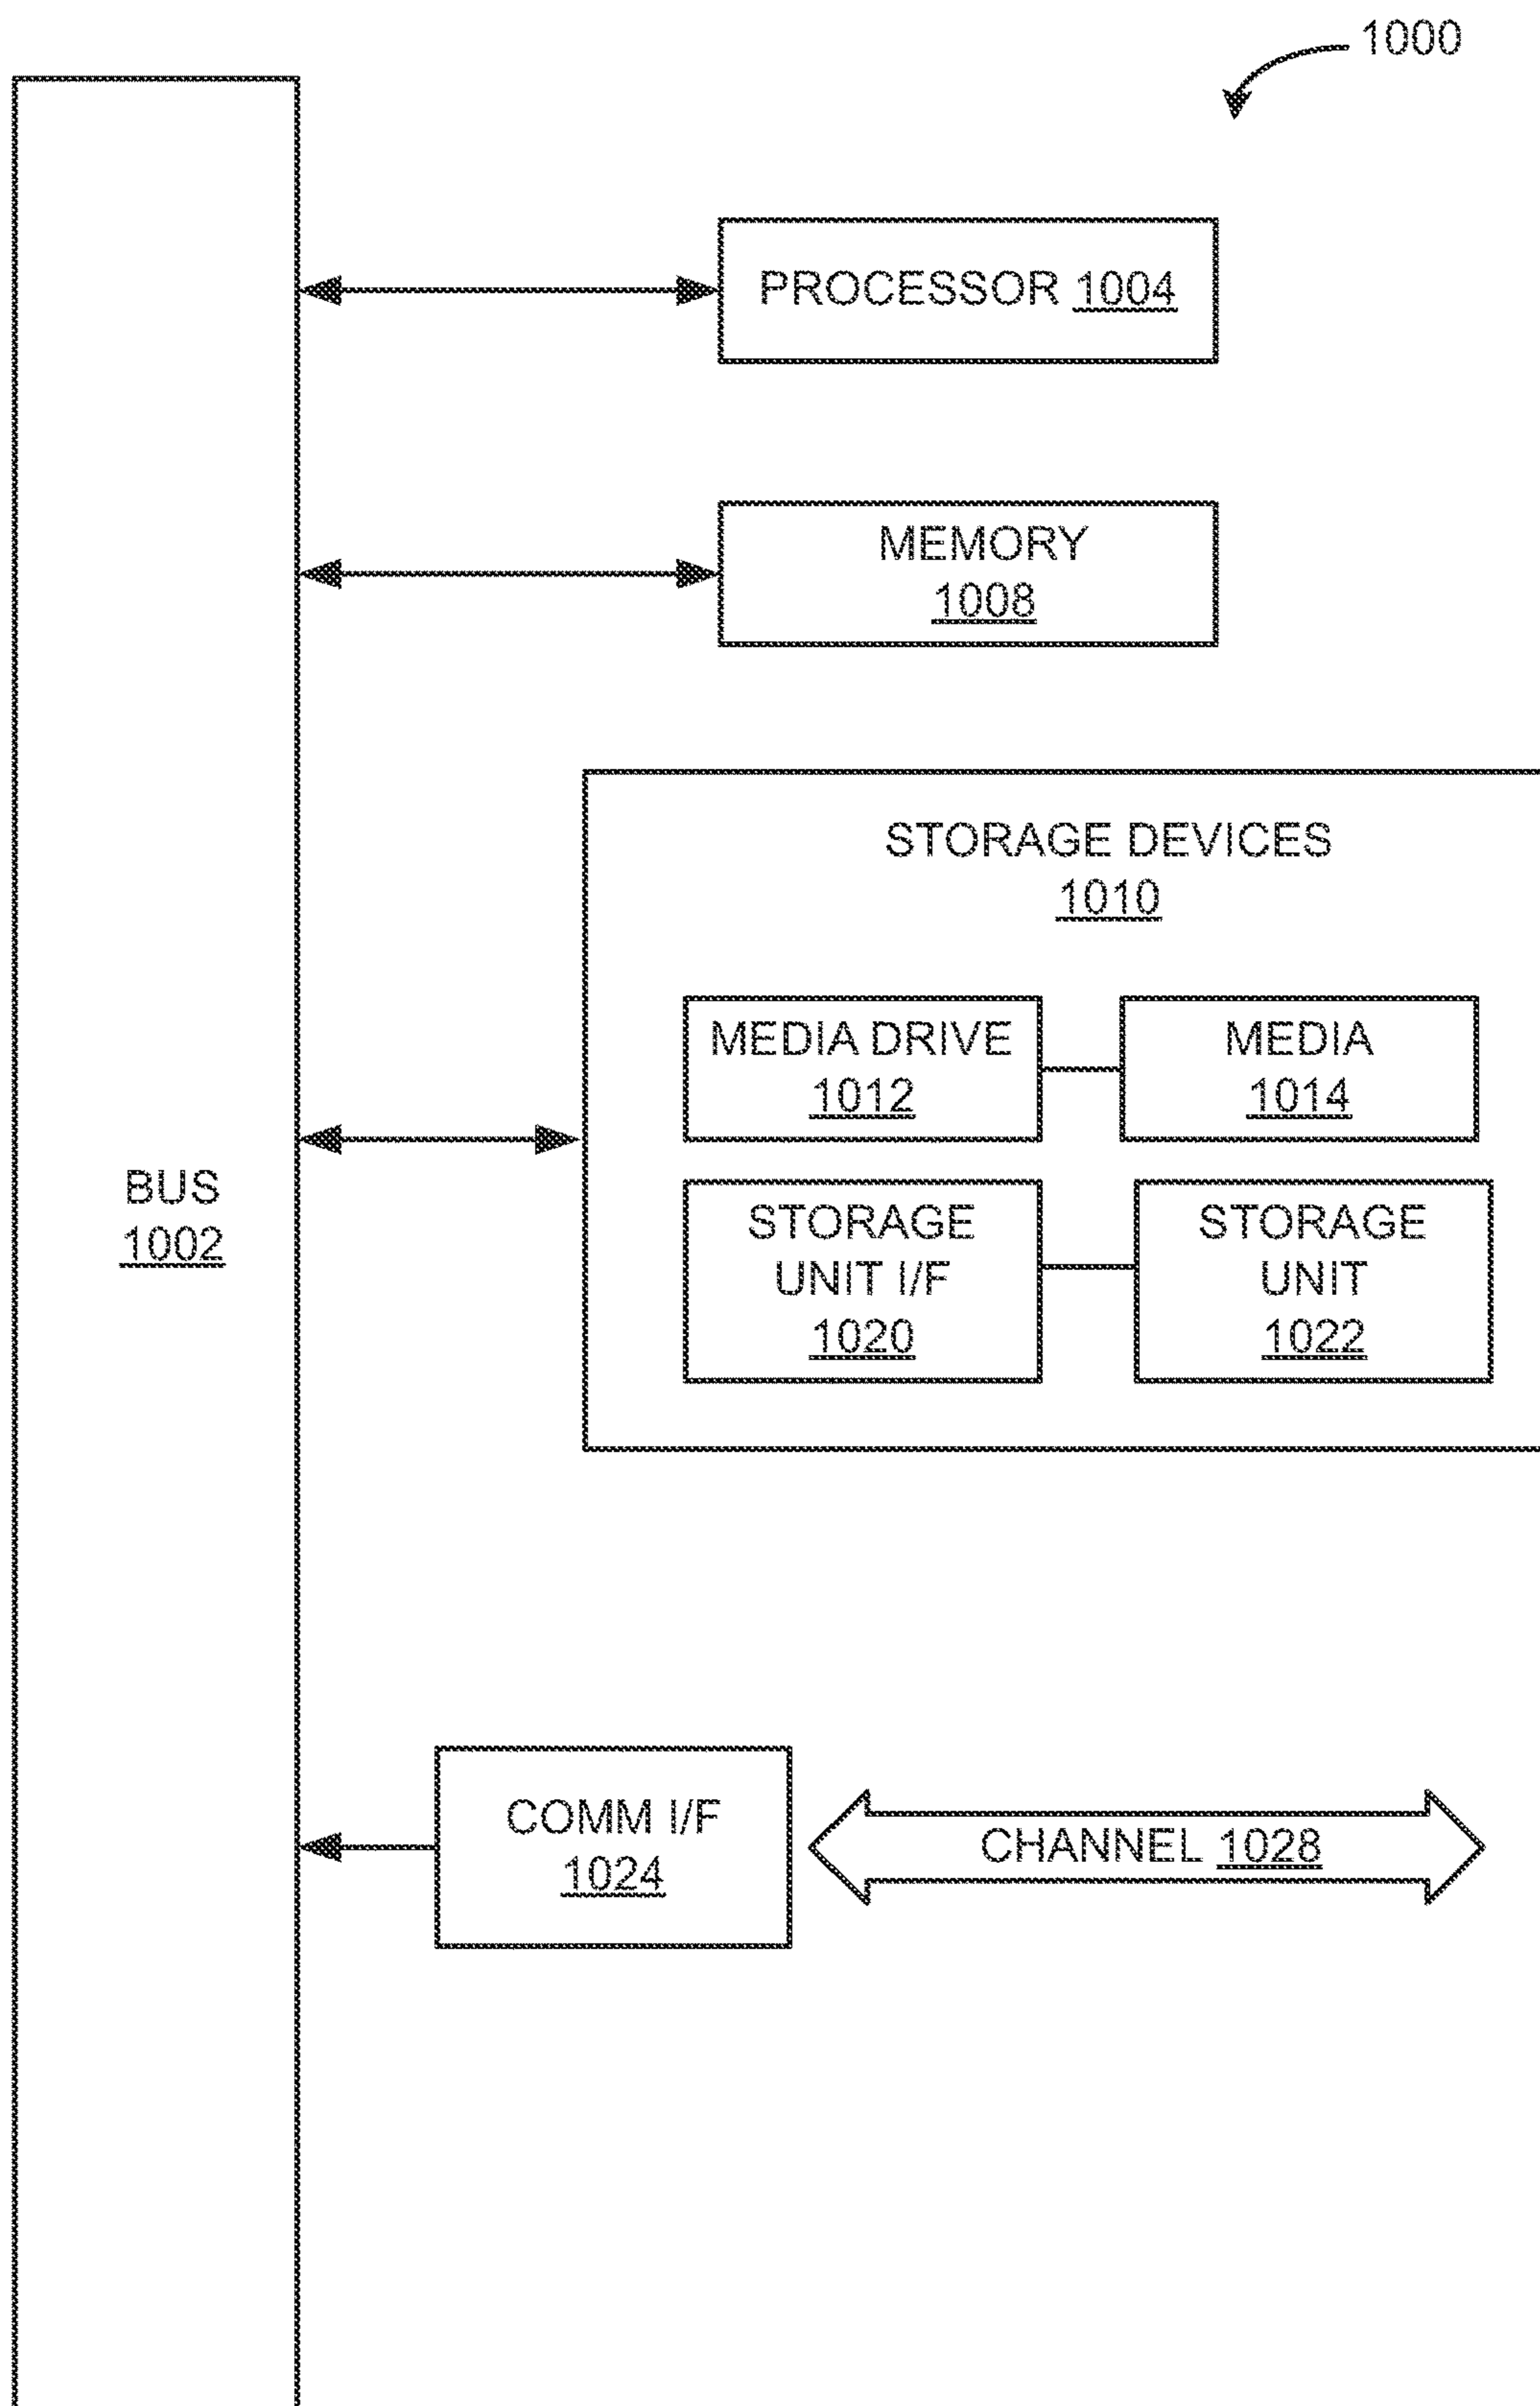 1000
PROCESSOR 1004
MEMORY
1008
STORAGE DEVICES
1010
MEDIA DRIVE
1012
MEDIA
1014
BUS
1002
STORAGE
UNIT I/F
1020
STORAGE
UNIT
1022
COMM I/F
1024
CHANNEL 1028